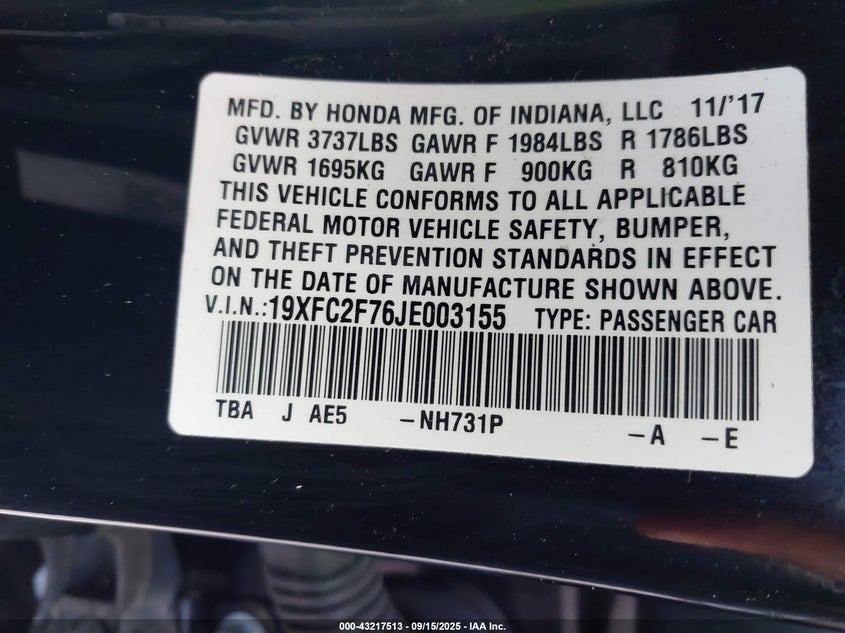 MFD. BY HONDA MFG. OF INDIANA, LLC 11/'17
GVWR 3737LBS GAWR F 1984LBS R 1786LBS
GVWR 1695KG GAWR F 900KG R 810KG
THIS VEHICLE CONFORMS TO ALL APPLICABLE
FEDERAL MOTOR VEHICLE SAFETY, BUMPER,
AND THEFT PREVENTION STANDARDS IN EFFECT
ON THE DATE OF MANUFACTURE SHOWN ABOVE.
V.I.N.:19XFC2F76JE003155 TYPE: PASSENGER CAR
TBA J AE5 -NH731P -A -E
000-43217513 - 09/15/2025 - IAA Inc.